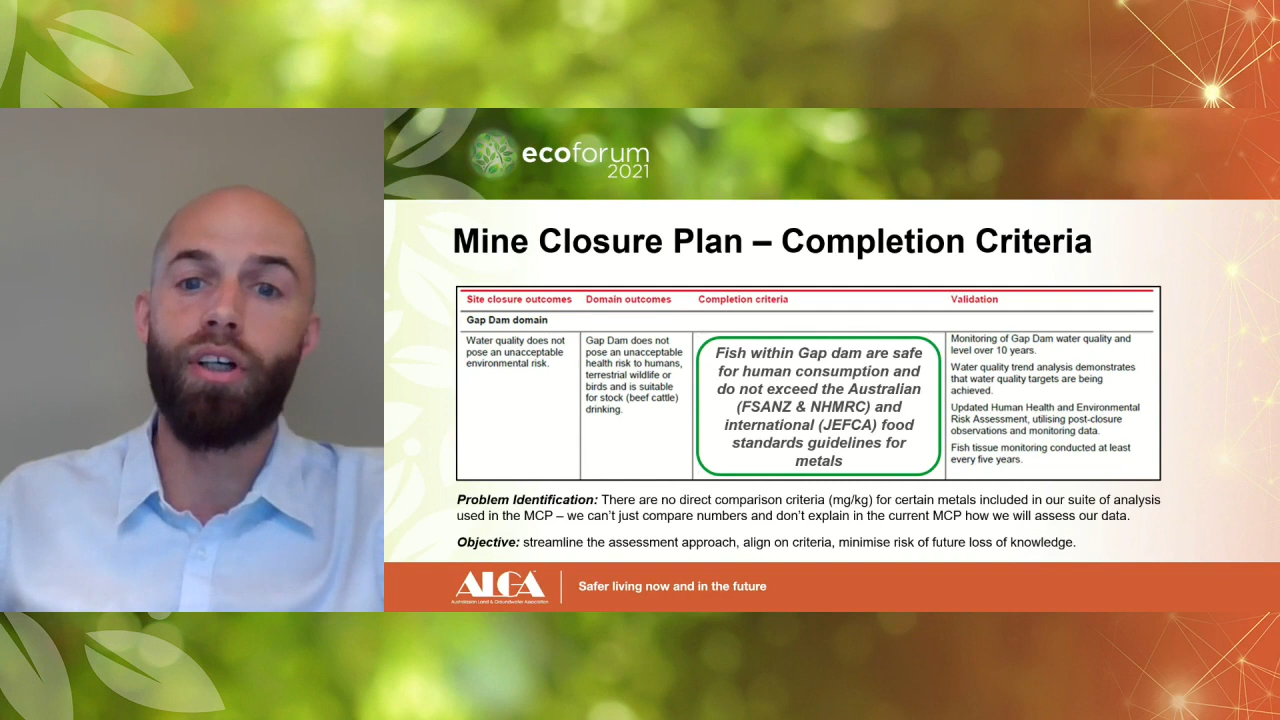 ecoforum
2021
Mine Closure Plan – Completion Criteria
Site closure outcomes
Domain outcomes
Completion criteria
Validation
Gap Dam domain
Water quality does not
pose an unacceptable
environmental risk.
Gap Dam does not
pose an unacceptable
health risk to humans,
terrestrial wildlife or
birds and is suitable
for stock (beef cattle)
drinking.
Fish within Gap dam are safe
for human consumption and
do not exceed the Australian
(FSANZ & NHMRC) and
international (JEFCA) food
standards guidelines for
metals
Monitoring of Gap Dam water quality and
level over 10 years.
Water quality trend analysis demonstrates
that water quality targets are being
achieved.
Updated Human Health and Environmental
Risk Assessment, utilising post-closure
observations and monitoring data.
Fish tissue monitoring conducted at least
every five years.
Problem Identification: There are no direct comparison criteria (mg/kg) for certain metals included in our suite of analysis
used in the MCP – we can't just compare numbers and don't explain in the current MCP how we will assess our data.
Objective: streamline the assessment approach, align on criteria, minimise risk of future loss of knowledge.
ALGA
Australasian Land & Groundwater Association
Safer living now and in the future